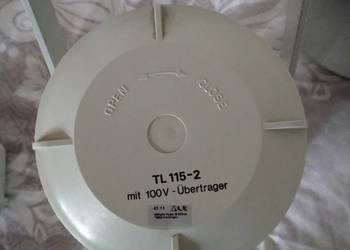 OPEN
CLOSE
TL 115-2
mit 100V-Übertrager